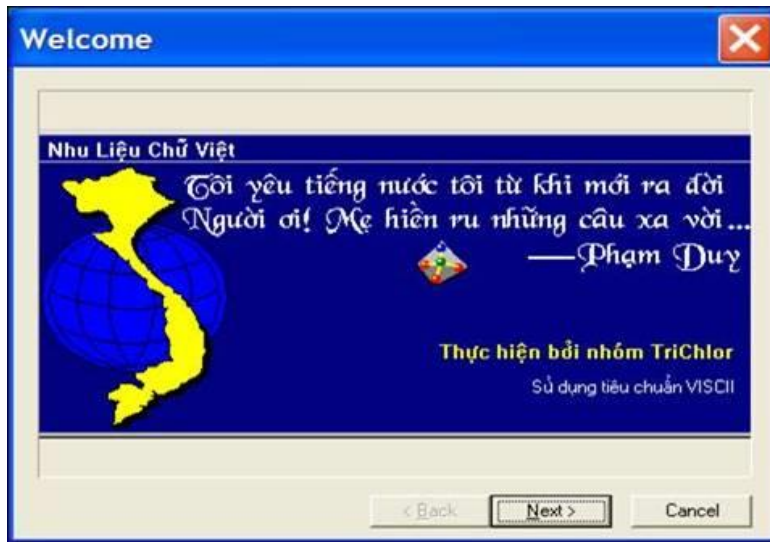 Welcome
Nhu Liệu Chữ Việt
Tôi yêu tiếng nước tôi từ khi mới ra đời
Người ơi! Mẹ hiền ru những câu xa vời...
—Phạm Duy
Thực hiện bởi nhóm TriChlor
Sử dụng tiêu chuẩn VISCII
< Back
Next >
Cancel